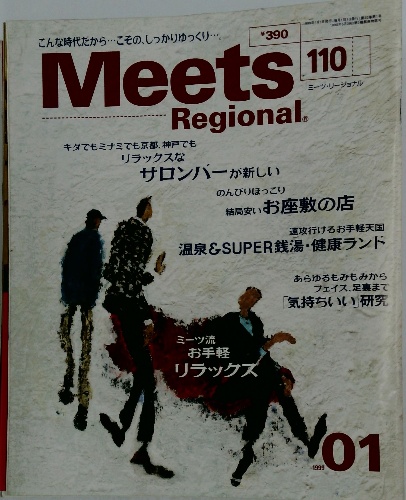 こんな時代だから…こその、しっかりゆっくり…。
¥390
Meets
110
ミーツ・リージョナル
Regional®
キタでもミナミでも京都、神戸でも
リラックスな
サロンバーが新しい
のんびりほっこり
結局安いお座敷の店
速攻行けるお手軽天国
温泉&SUPER銭湯・健康ランド
あらゆるもみもみから
フェイス、足裏まで
「気持ちいい」研究
ミーツ流
お手軽
リラックス
1999
01